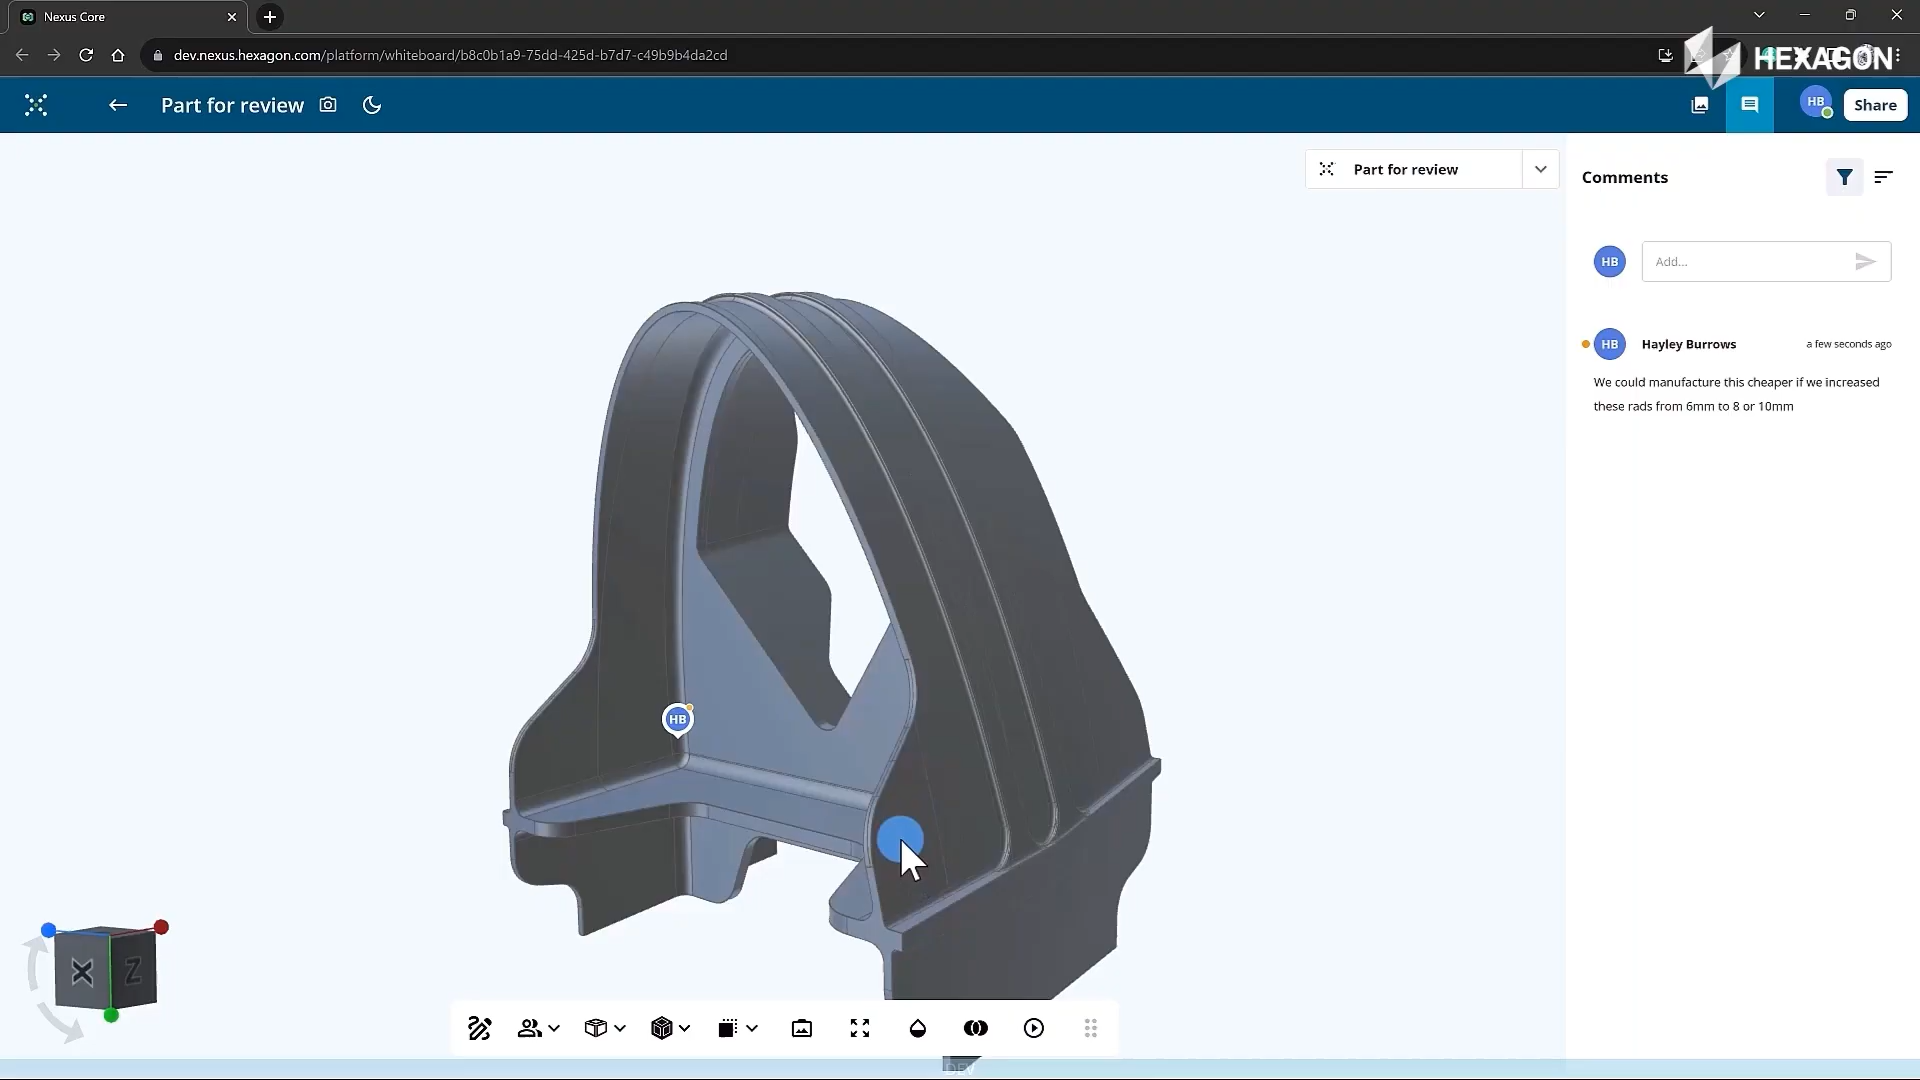 Nexus Core
dev.nexus.hexagon.com/platform/whiteboard/b8c0b1a9-75dd-425d-b7d7-c49b9b4da2cd
HEXAGON
Part for review
HB
Share
Part for review
Comments
HB
Add...
HB
Hayley Burrows
a few seconds ago
We could manufacture this cheaper if we increased
these rads from 6mm to 8 or 10mm
HB
X
Z
DEV